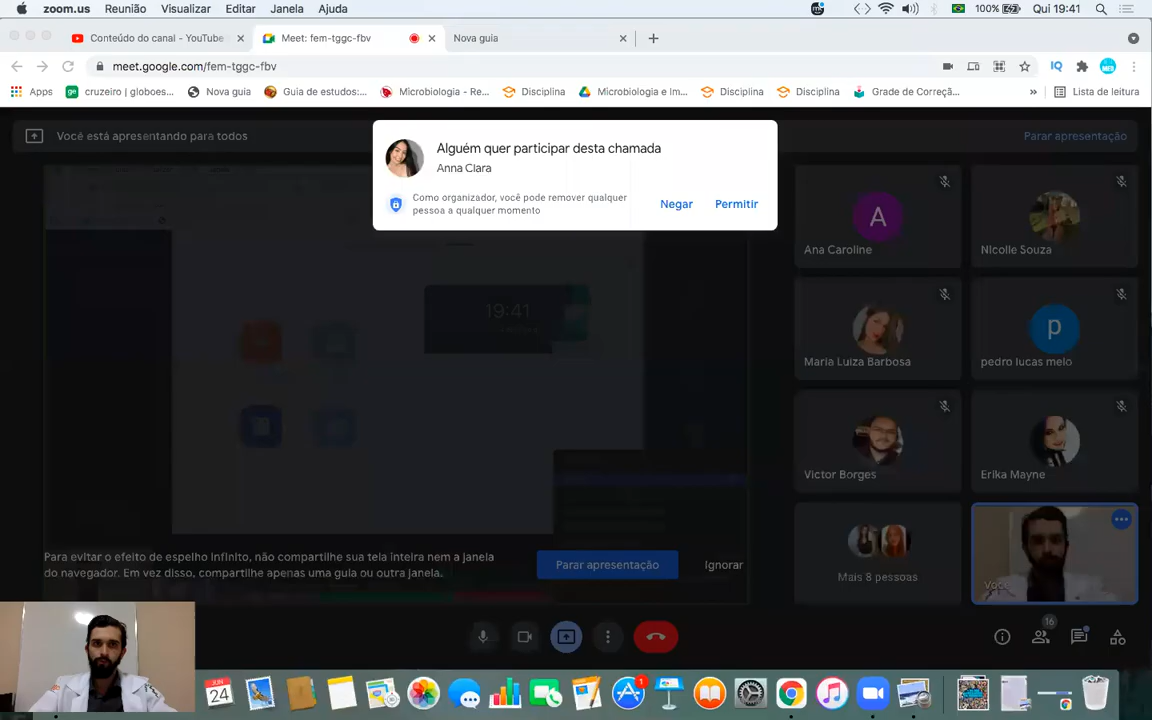 zoom.us Reunião Visualizar Editar Janela Ajuda 100% Qui 19:41
Conteúdo do canal - YouTube Meet: fem-tggc-fbv Nova guia
meet.google.com/fem-tggc-fbv IQ
Apps ge cruzeiro | globoes... Nova guia Guia de estudos:... Microbiologia - Re... Disciplina Microbiologia e Im... Disciplina Disciplina Grade de Correçã... » Lista de leitura
Você está apresentando para todos
Parar apresentação
Alguém quer participar desta chamada
Anna Clara
Como organizador, você pode remover qualquer
pessoa a qualquer momento
Negar Permitir
A
Ana Caroline
Nicolle Souza
19:41
Maria Luiza Barbosa
p
pedro lucas melo
Victor Borges
Erika Mayne
Para evitar o efeito de espelho infinito, não compartilhe sua tela inteira nem a janela
do navegador. Em vez disso, compartilhe apenas uma guia ou outra janela.
Parar apresentação Ignorar
Mais 8 pessoas
Você
16
JUN
24
1